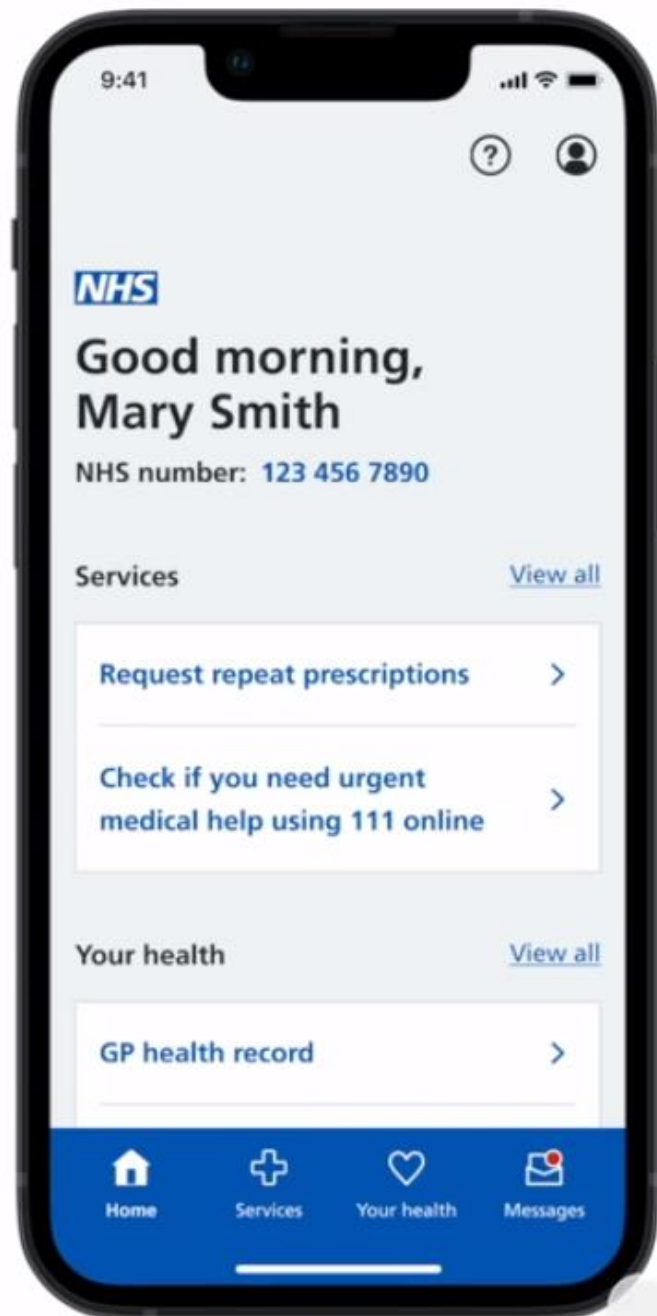 9:41
NHS
Good morning,
Mary Smith
NHS number: 123 456 7890
Services View all
Request repeat prescriptions
Check if you need urgent
medical help using 111 online
Your health View all
GP health record
Home Services Your health Messages